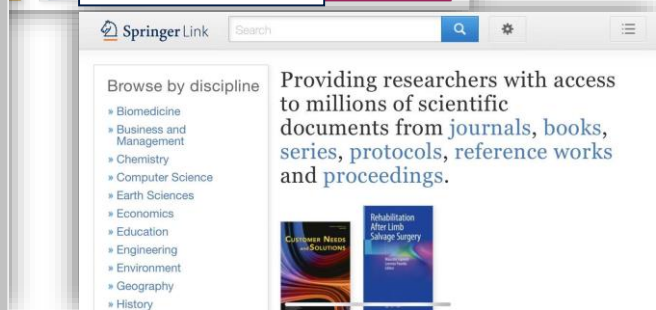 Springer Link
Search
Browse by discipline
» Biomedicine
» Business and
Management
» Chemistry
» Computer Science
» Earth Sciences
» Economics
» Education
» Engineering
» Environment
» Geography
» History
Providing researchers with access
to millions of scientific
documents from journals, books,
series, protocols, reference works
and proceedings.
CUSTOMER NEEDS
AND SOLUTIONS
Rehabilitation
After Limb
Salvage Surgery